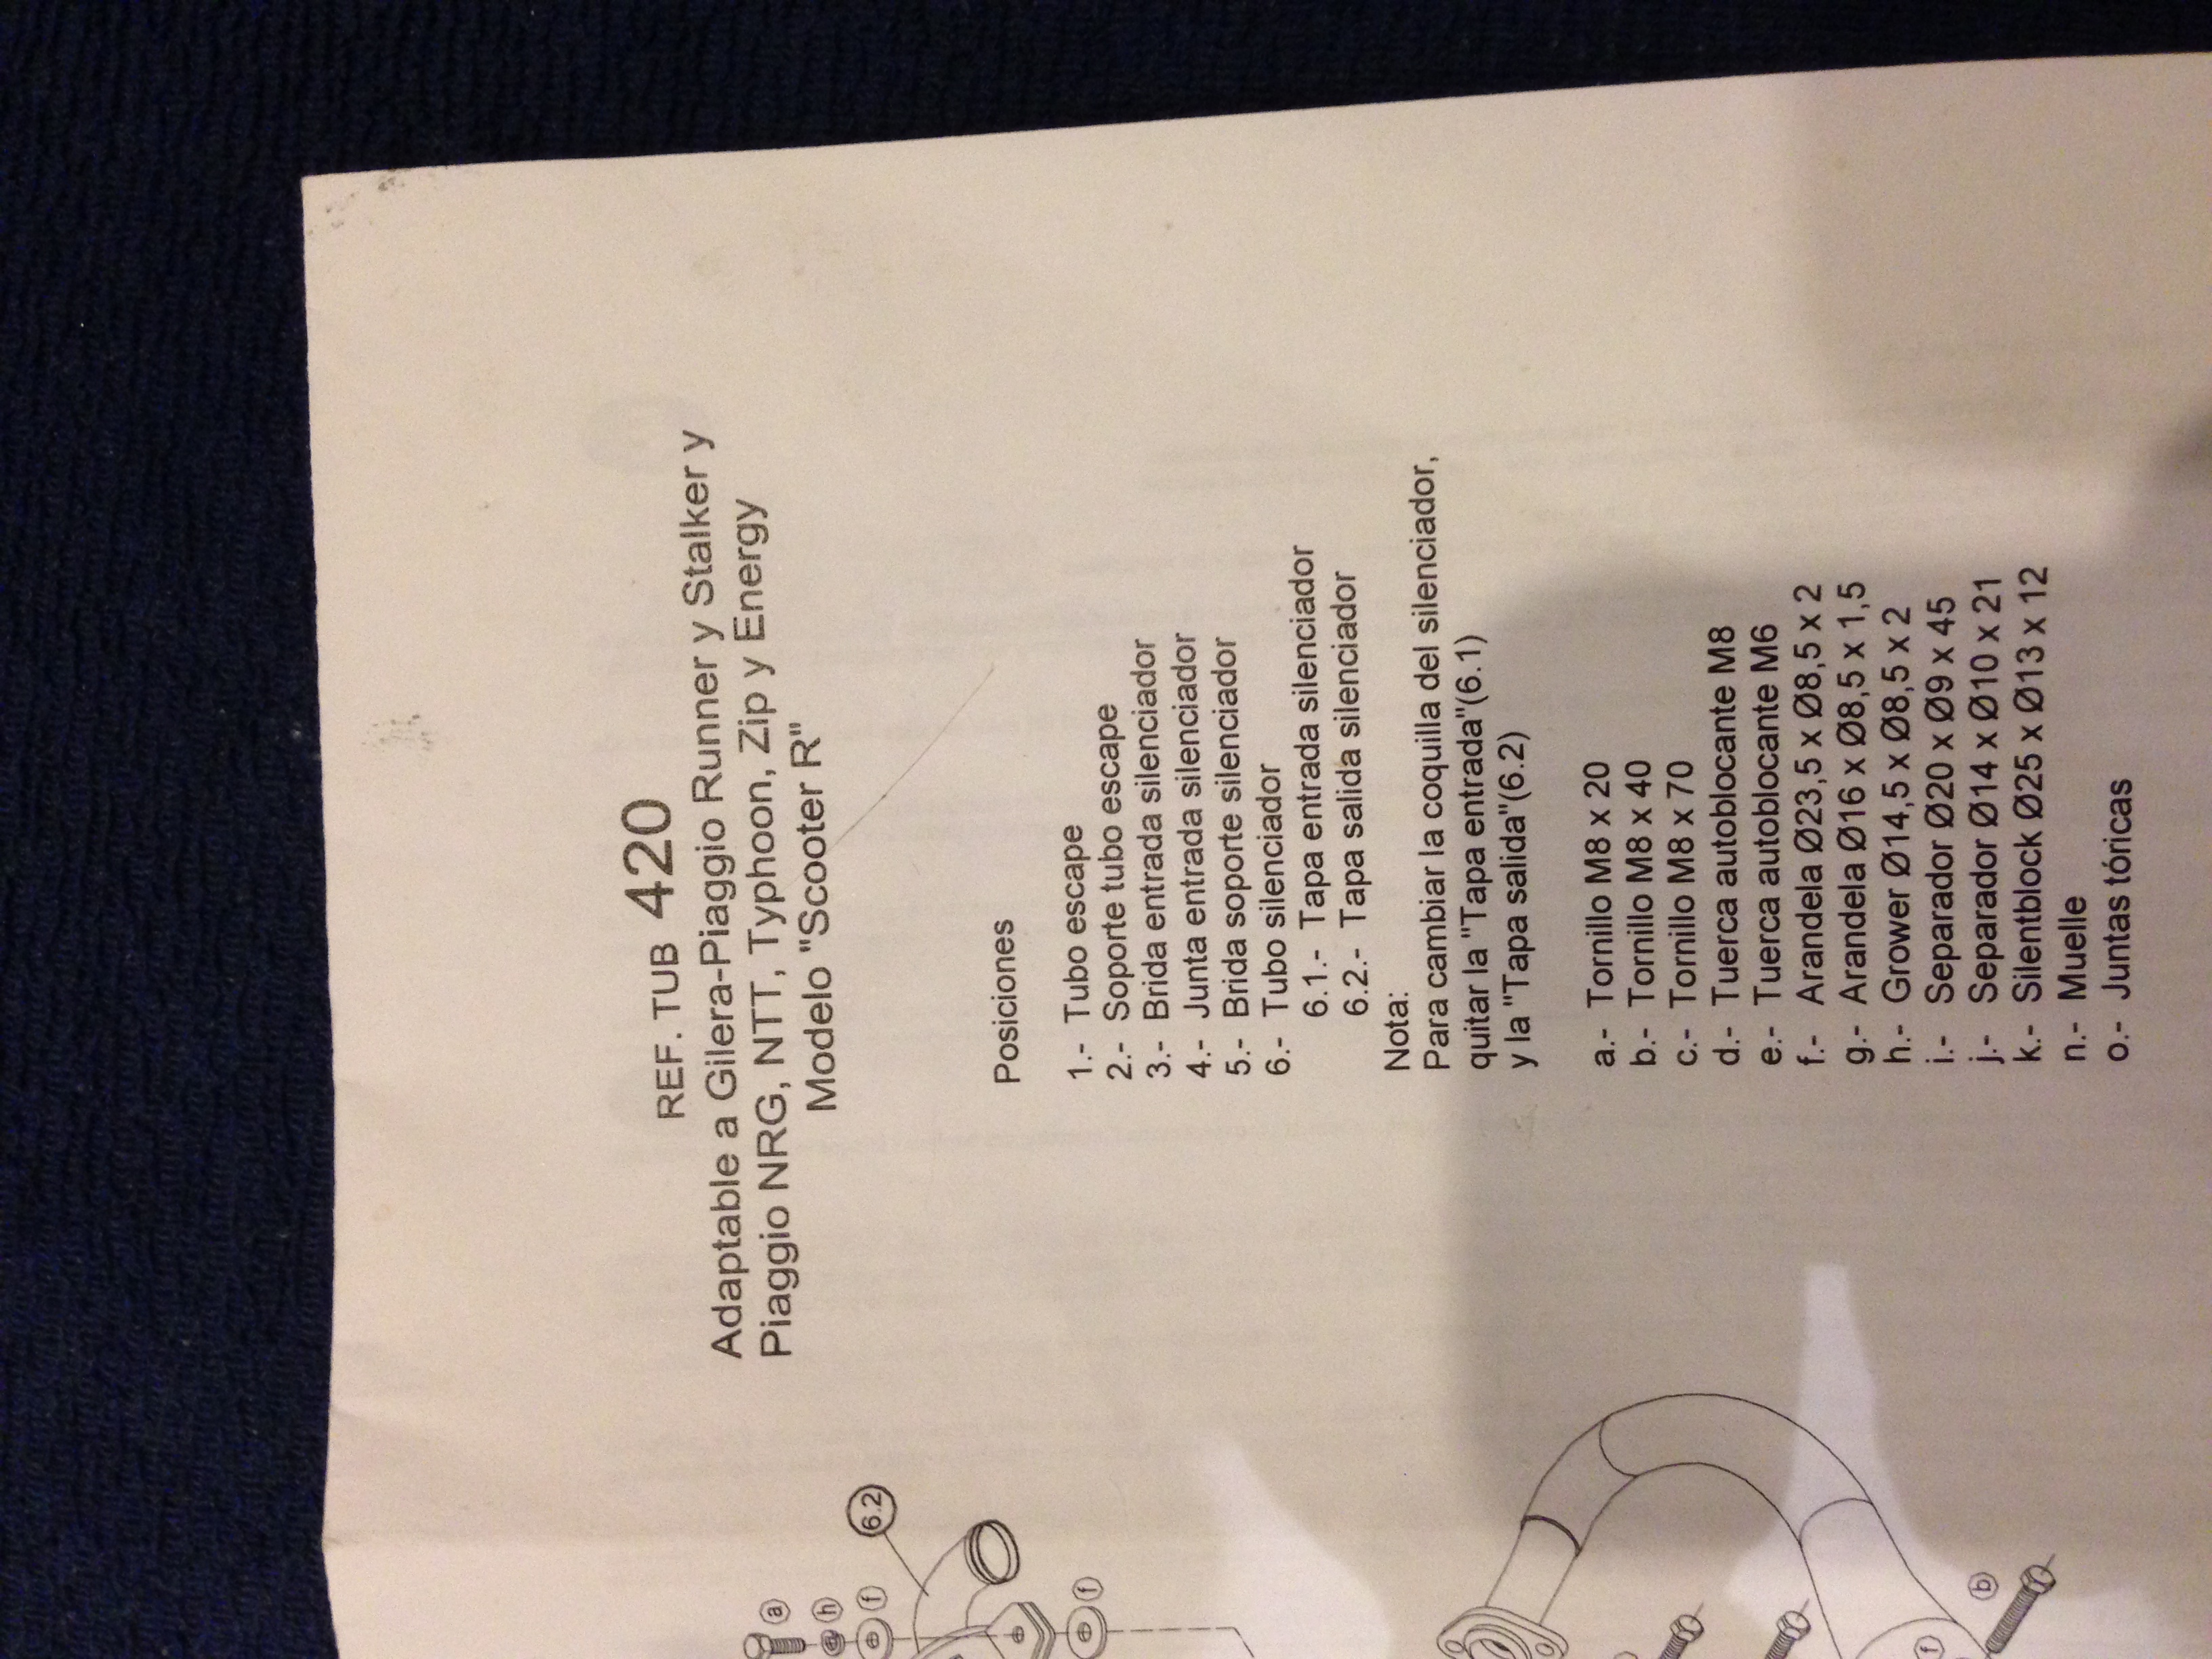 REF. TUB 420
Adaptable a Gilera-Piaggio Runner y Stalker y
Piaggio NRG, NTT, Typhoon, Zip y Energy
Modelo "Scooter R"
Posiciones
1.- Tubo escape
2.- Soporte tubo escape
3.- Brida entrada silenciador
4.- Junta entrada silenciador
5.- Brida soporte silenciador
6.- Tubo silenciador
6.1.- Tapa entrada silenciador
6.2.- Tapa salida silenciador
Nota:
Para cambiar la coquilla del silenciador,
quitar la "Tapa entrada"(6.1)
y la "Tapa salida"(6.2)
a.- Tornillo M8 x 20
b.- Tornillo M8 x 40
c.- Tornillo M8 x 70
d.- Tuerca autoblocante M8
e.- Tuerca autoblocante M6
f.- Arandela Ø23,5 x Ø8,5 x 2
g.- Arandela Ø16 x Ø8,5 x 1,5
h.- Grower Ø14,5 x Ø8,5 x 2
i.- Separador Ø20 x Ø9 x 45
j.- Separador Ø14 x Ø10 x 21
k.- Silentblock Ø25 x Ø13 x 12
n.- Muelle
o.- Juntas tóricas
6.2
a
h
f
f
b
f